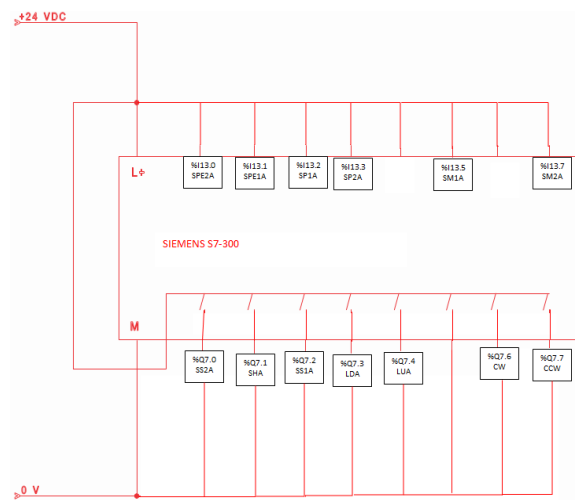 +24 VDC
%I13.0
SPE2A
%I13.1
SPE1A
%I13.2
SP1A
%I13.3
SP2A
%I13.5
SM1A
%I13.7
SM2A
L+
SIEMENS S7-300
M
%Q7.0
SS2A
%Q7.1
SHA
%Q7.2
SS1A
%Q7.3
LDA
%Q7.4
LUA
%Q7.6
CW
%Q7.7
CCW
0 V